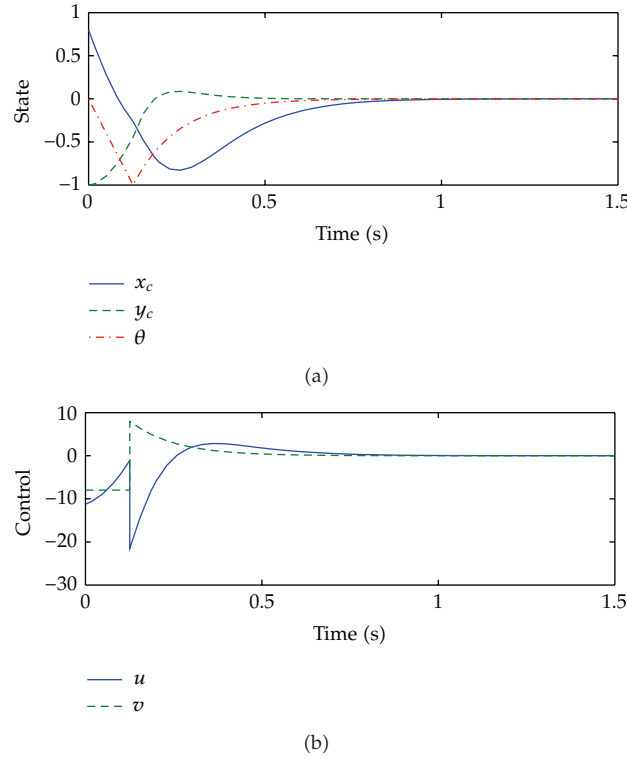 1
0.5
0
−0.5
−1
State
0 0.5 1 1.5
Time (s)
x_c
y_c
θ
(a)
10
0
−10
−20
−30
Control
0 0.5 1 1.5
Time (s)
u
v
(b)